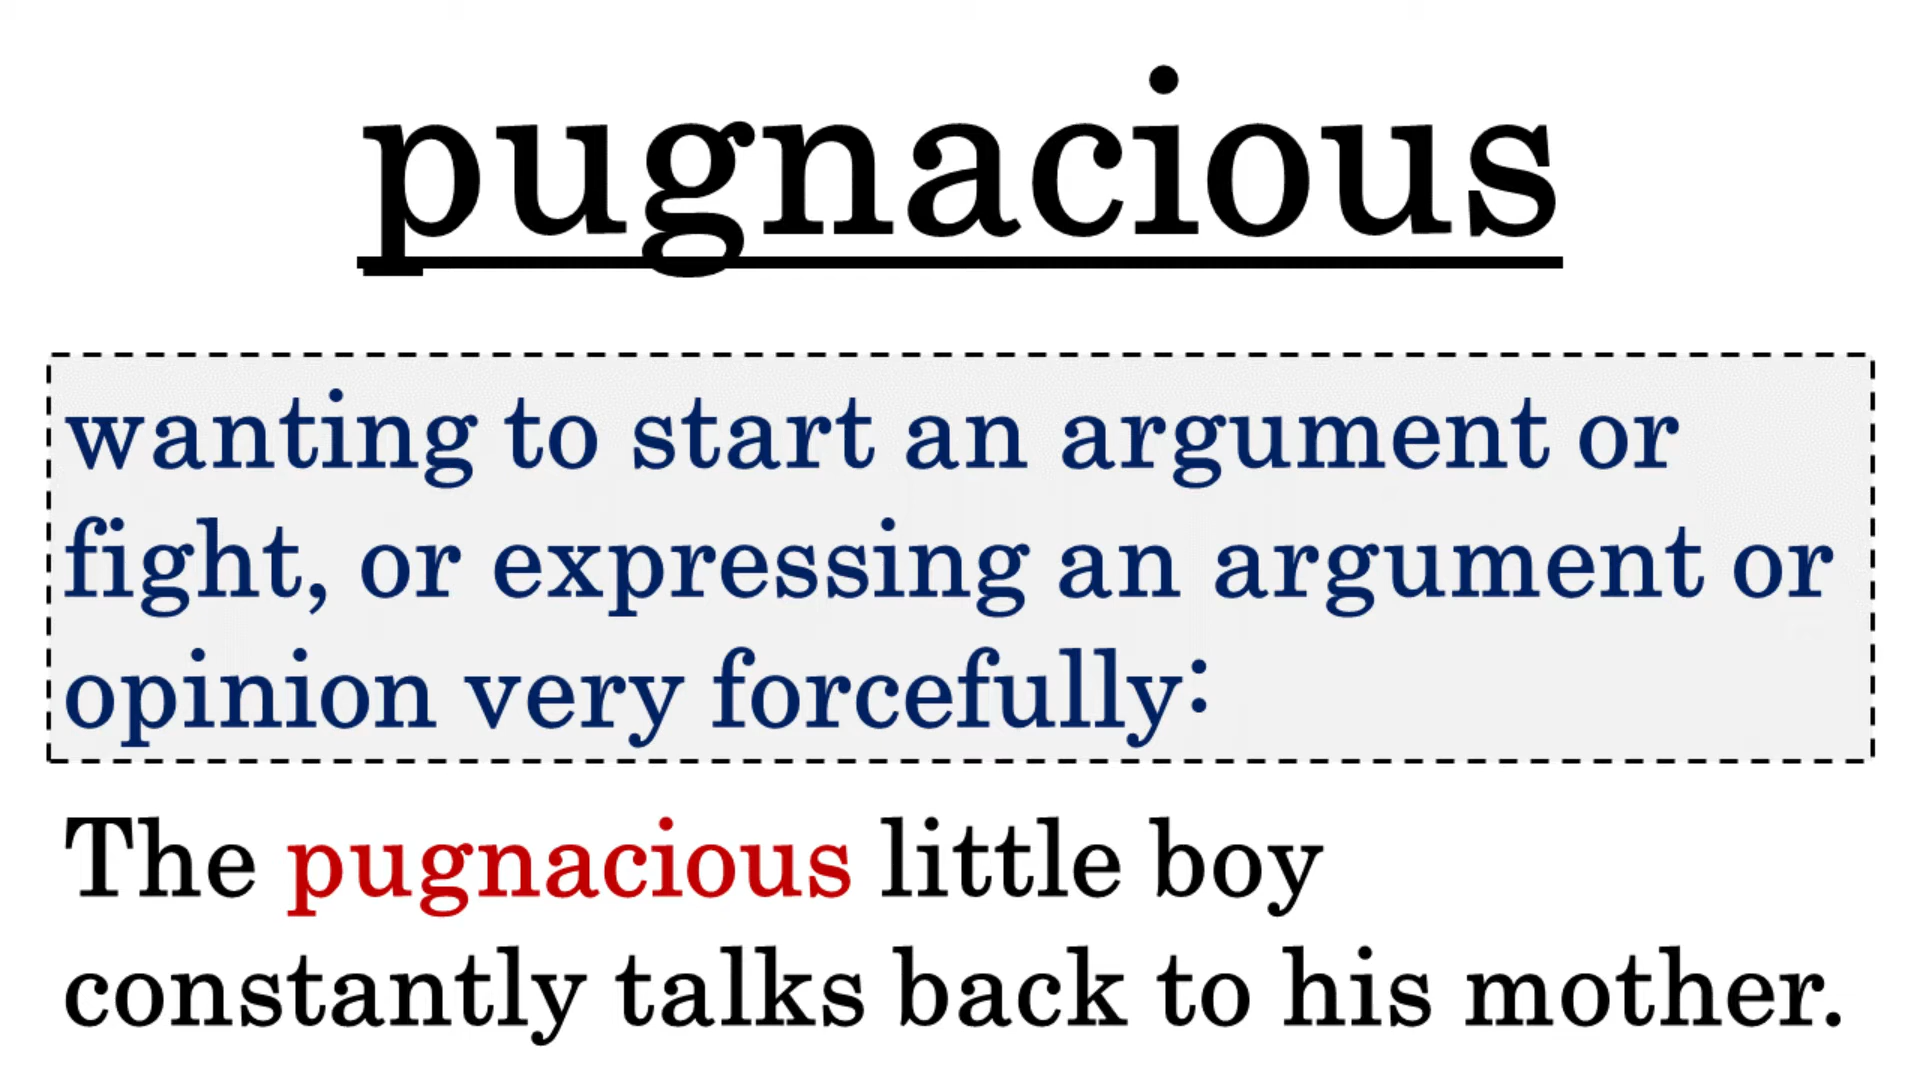 pugnacious
wanting to start an argument or
fight, or expressing an argument or
opinion very forcefully:
The pugnacious little boy
constantly talks back to his mother.